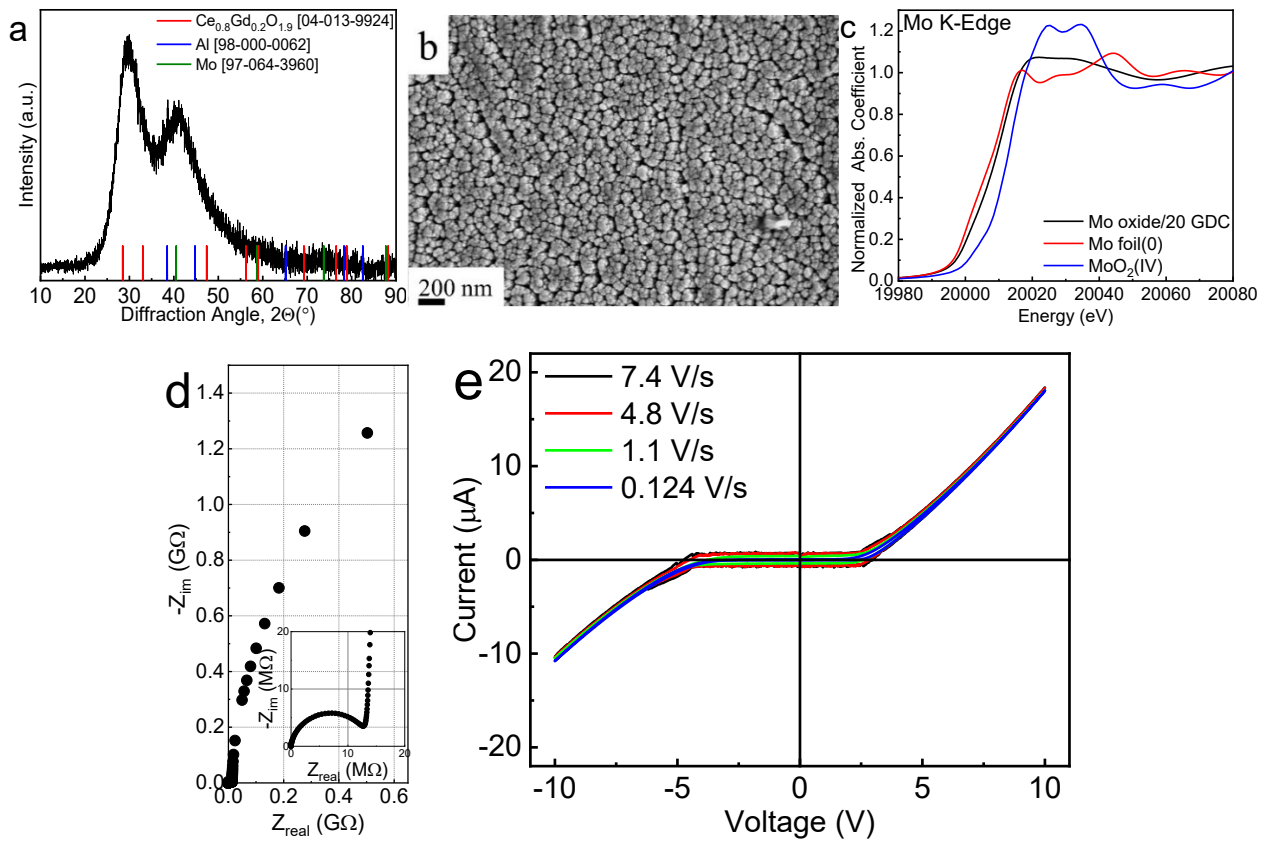 a
Ce0.8Gd0.2O1.9 [04-013-9924]
Al [98-000-0062]
Mo [97-064-3960]
Intensity (a.u.)
10 20 30 40 50 60 70 80 90
Diffraction Angle, 2Θ(°)
b
200 nm
c
Mo K-Edge
Normalized Abs. Coefficient
1.2
1.0
0.8
0.6
0.4
0.2
0.0
Mo oxide/20 GDC
Mo foil(0)
MoO2(IV)
19980 20000 20020 20040 20060 20080
Energy (eV)
d
-Zim (GΩ)
1.4
1.2
1.0
0.8
0.6
0.4
0.2
0.0
0.0 0.2 0.4 0.6
Zreal (GΩ)
-Zim (MΩ)
20
10
0
0 10 20
Zreal (MΩ)
e
7.4 V/s
4.8 V/s
1.1 V/s
0.124 V/s
Current (μA)
20
10
0
-10
-20
-10 -5 0 5 10
Voltage (V)